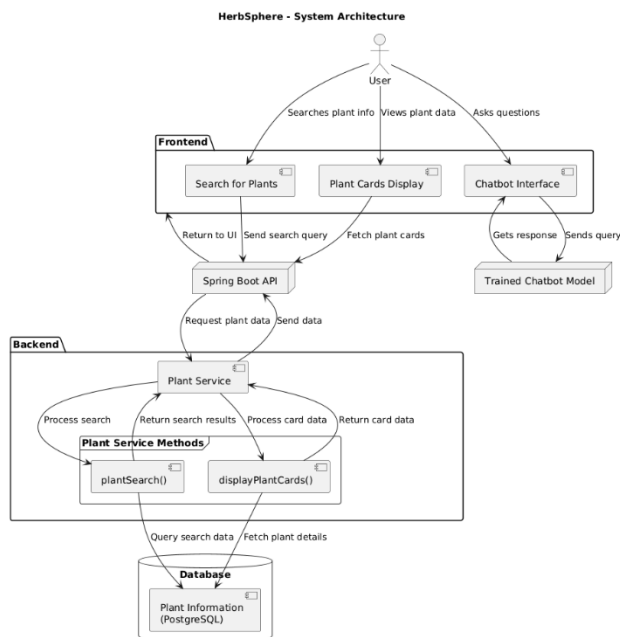 HerbSphere - System Architecture
User
Searches plant info
Views plant data
Asks questions
Frontend
Search for Plants
Plant Cards Display
Chatbot Interface
Return to UI
Send search query
Fetch plant cards
Gets response
Sends query
Spring Boot API
Trained Chatbot Model
Request plant data
Send data
Backend
Plant Service
Process search
Return search results
Process card data
Return card data
Plant Service Methods
plantSearch()
displayPlantCards()
Query search data
Fetch plant details
Database
Plant Information
(PostgreSQL)